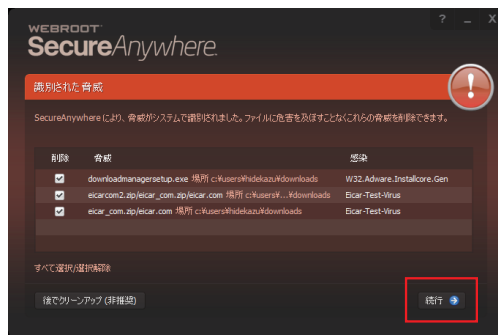 ? _ X
WEBROOT
SecureAnywhere.
識別された脅威
SecureAnywhere により、脅威がシステムで識別されました。ファイルに危害を及ぼすことなくこれらの脅威を削除できます。
削除 脅威 感染
downloadmanagersetup.exe 場所 c:¥users¥hidekazu¥downloads W32.Adware.Installcore.Gen
eicarcom2.zip/eicar_com.zip/eicar.com 場所 c:¥users¥...¥downloads Eicar-Test-Virus
eicar_com.zip/eicar.com 場所 c:¥users¥hidekazu¥downloads Eicar-Test-Virus
すべて選択/選択解除
後でクリーンアップ (非推奨) 続行